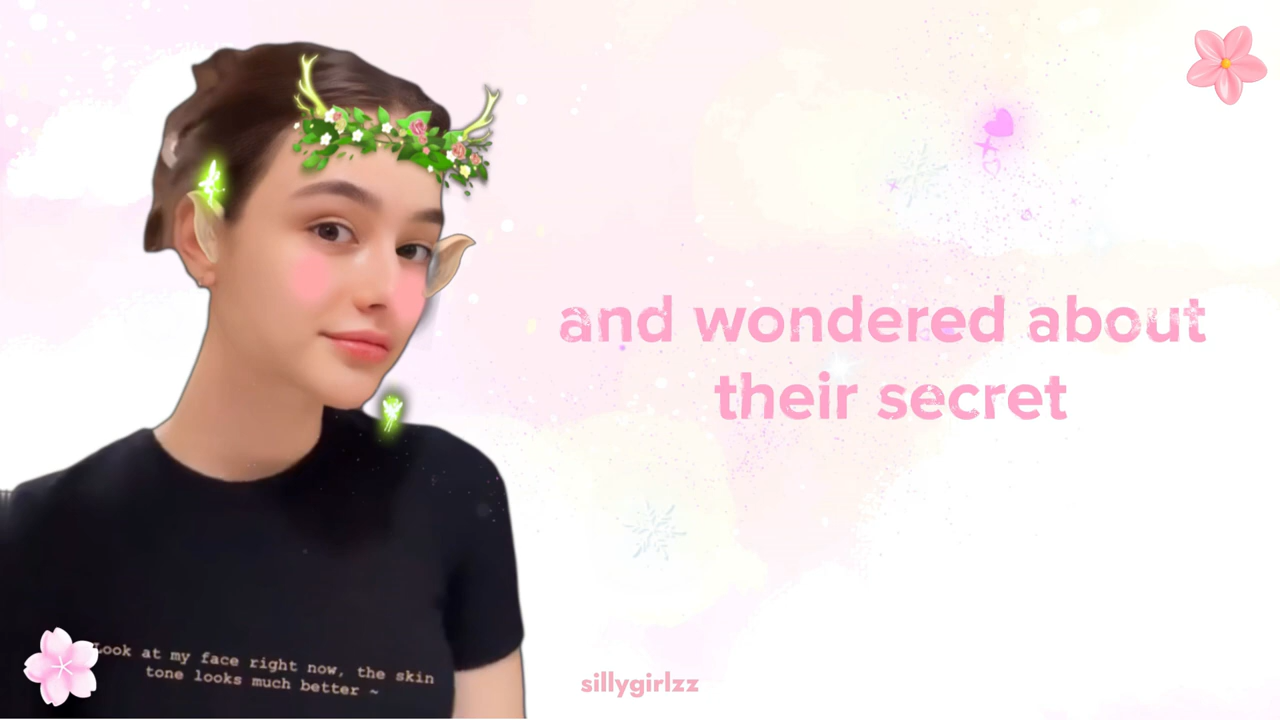 and wondered about
their secret
Look at my face right now, the skin
tone looks much better ~
sillygirlzz